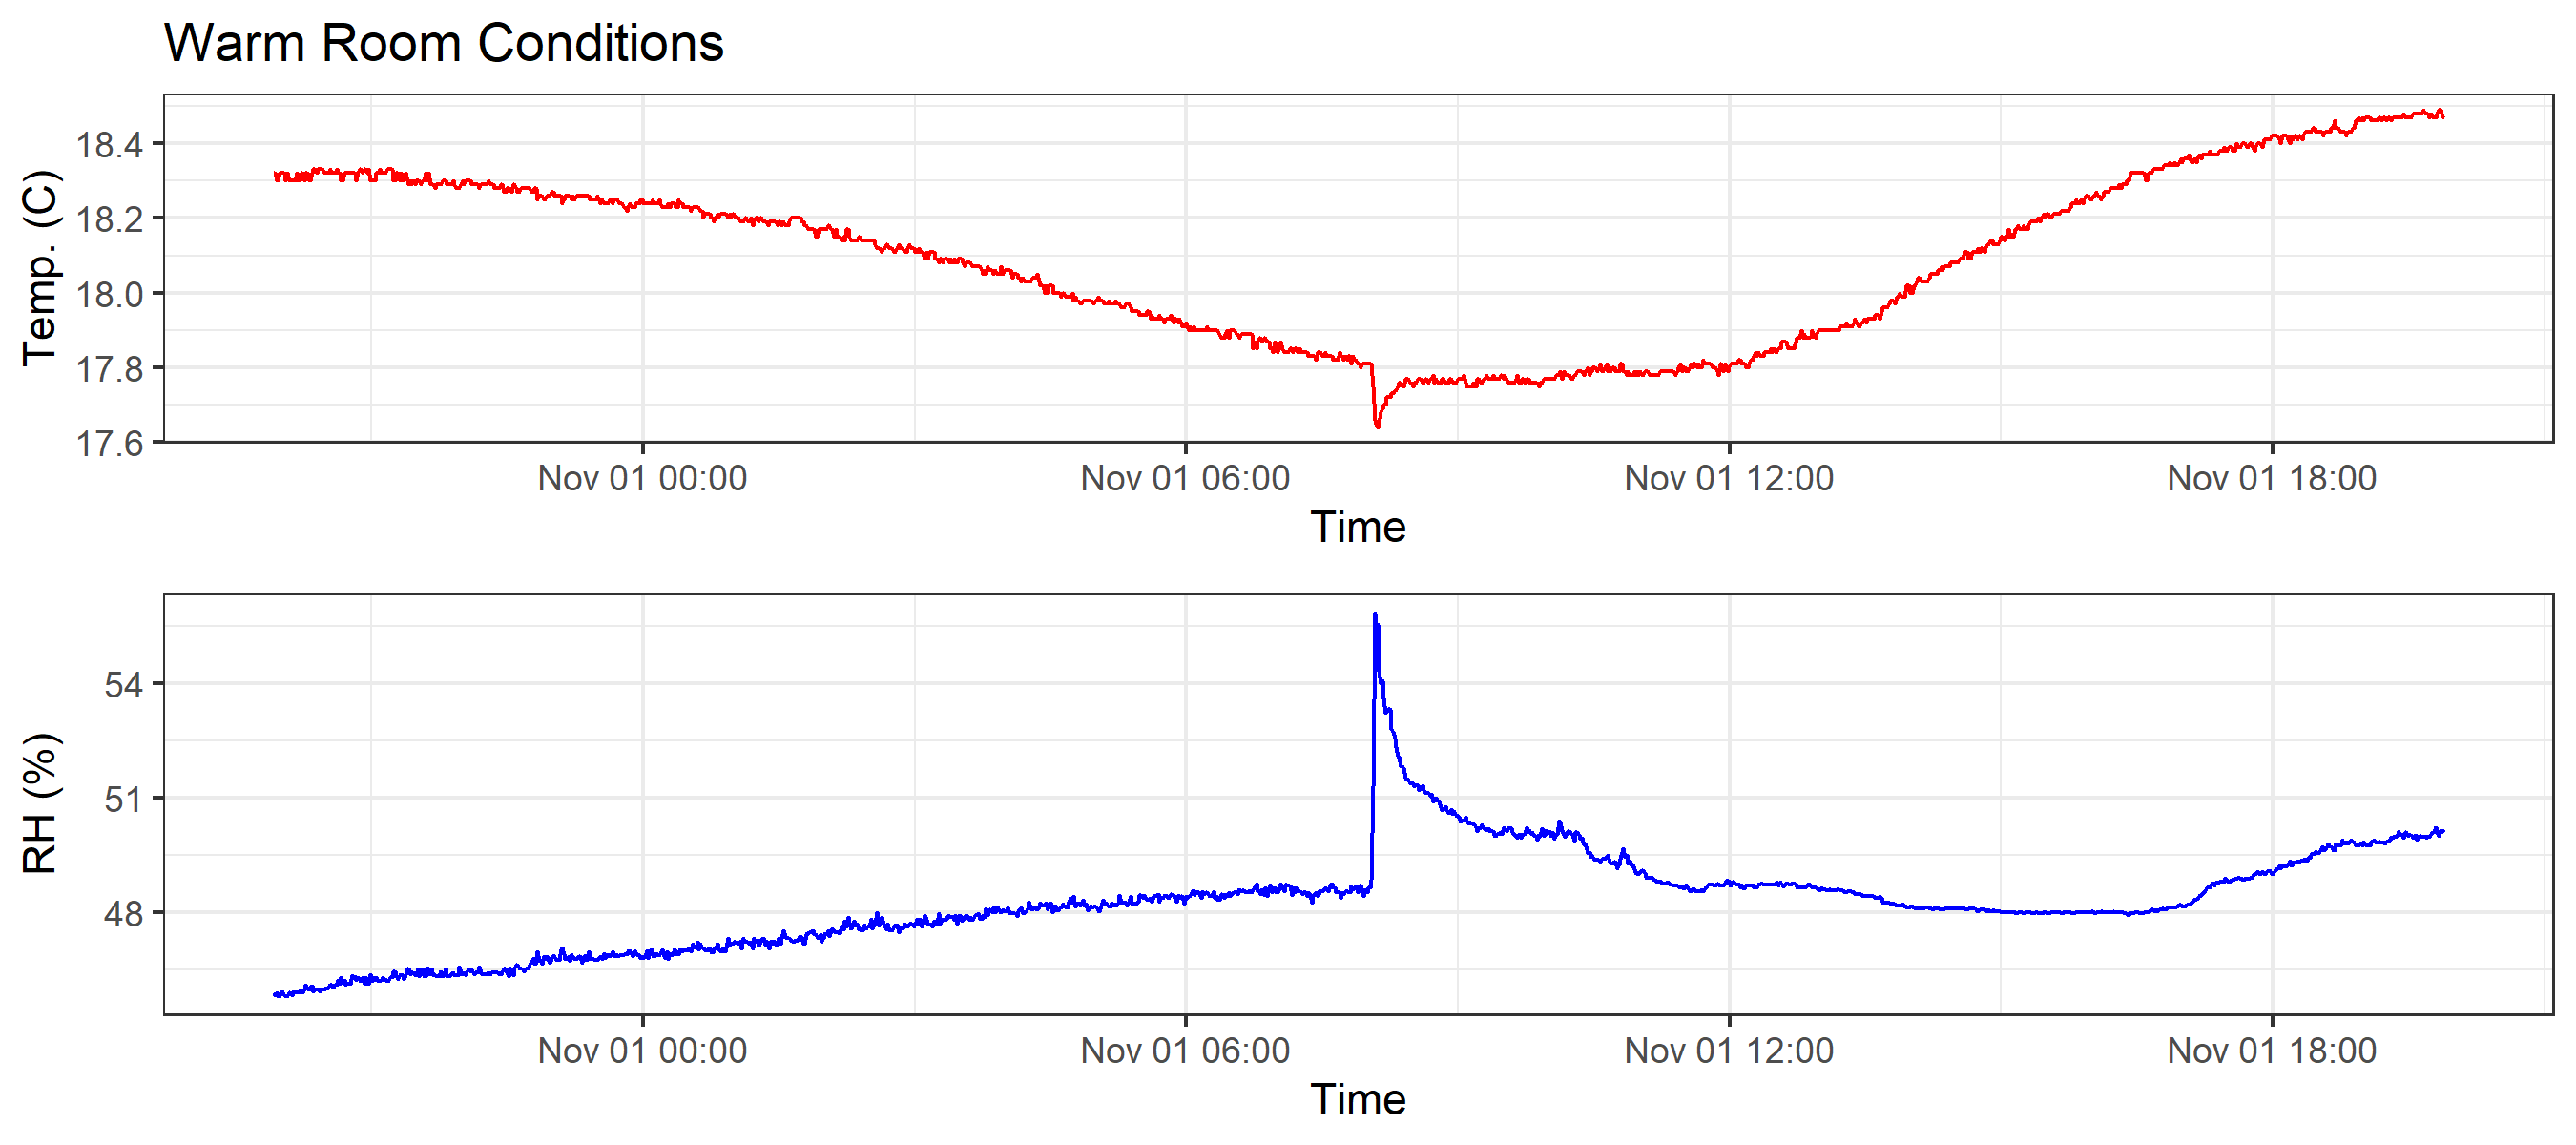 Warm Room Conditions
Temp. (C)
18.4
18.2
18.0
17.8
17.6
Nov 01 00:00 Nov 01 06:00 Nov 01 12:00 Nov 01 18:00
Time
RH (%)
54
51
48
Nov 01 00:00 Nov 01 06:00 Nov 01 12:00 Nov 01 18:00
Time